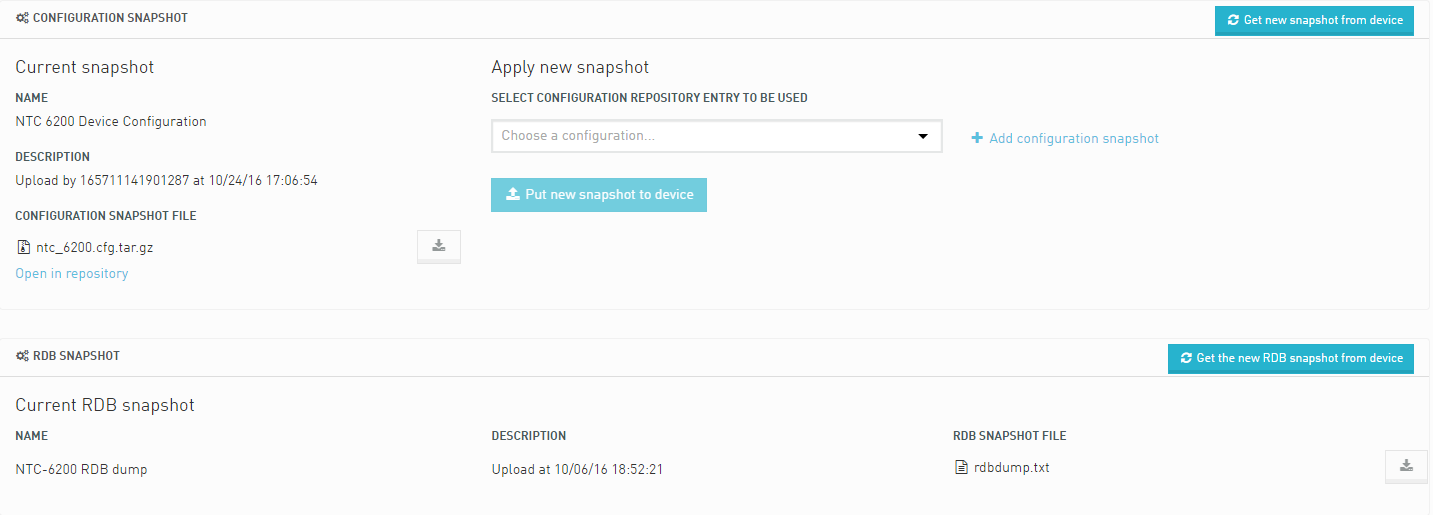 CONFIGURATION SNAPSHOT
Get new snapshot from device
Current snapshot
NAME
NTC 6200 Device Configuration
DESCRIPTION
Upload by 165711141901287 at 10/24/16 17:06:54
CONFIGURATION SNAPSHOT FILE
ntc_6200.cfg.tar.gz
Open in repository
Apply new snapshot
SELECT CONFIGURATION REPOSITORY ENTRY TO BE USED
Choose a configuration...
Add configuration snapshot
Put new snapshot to device
RDB SNAPSHOT
Get the new RDB snapshot from device
Current RDB snapshot
NAME
NTC-6200 RDB dump
DESCRIPTION
Upload at 10/06/16 18:52:21
RDB SNAPSHOT FILE
rdbdump.txt